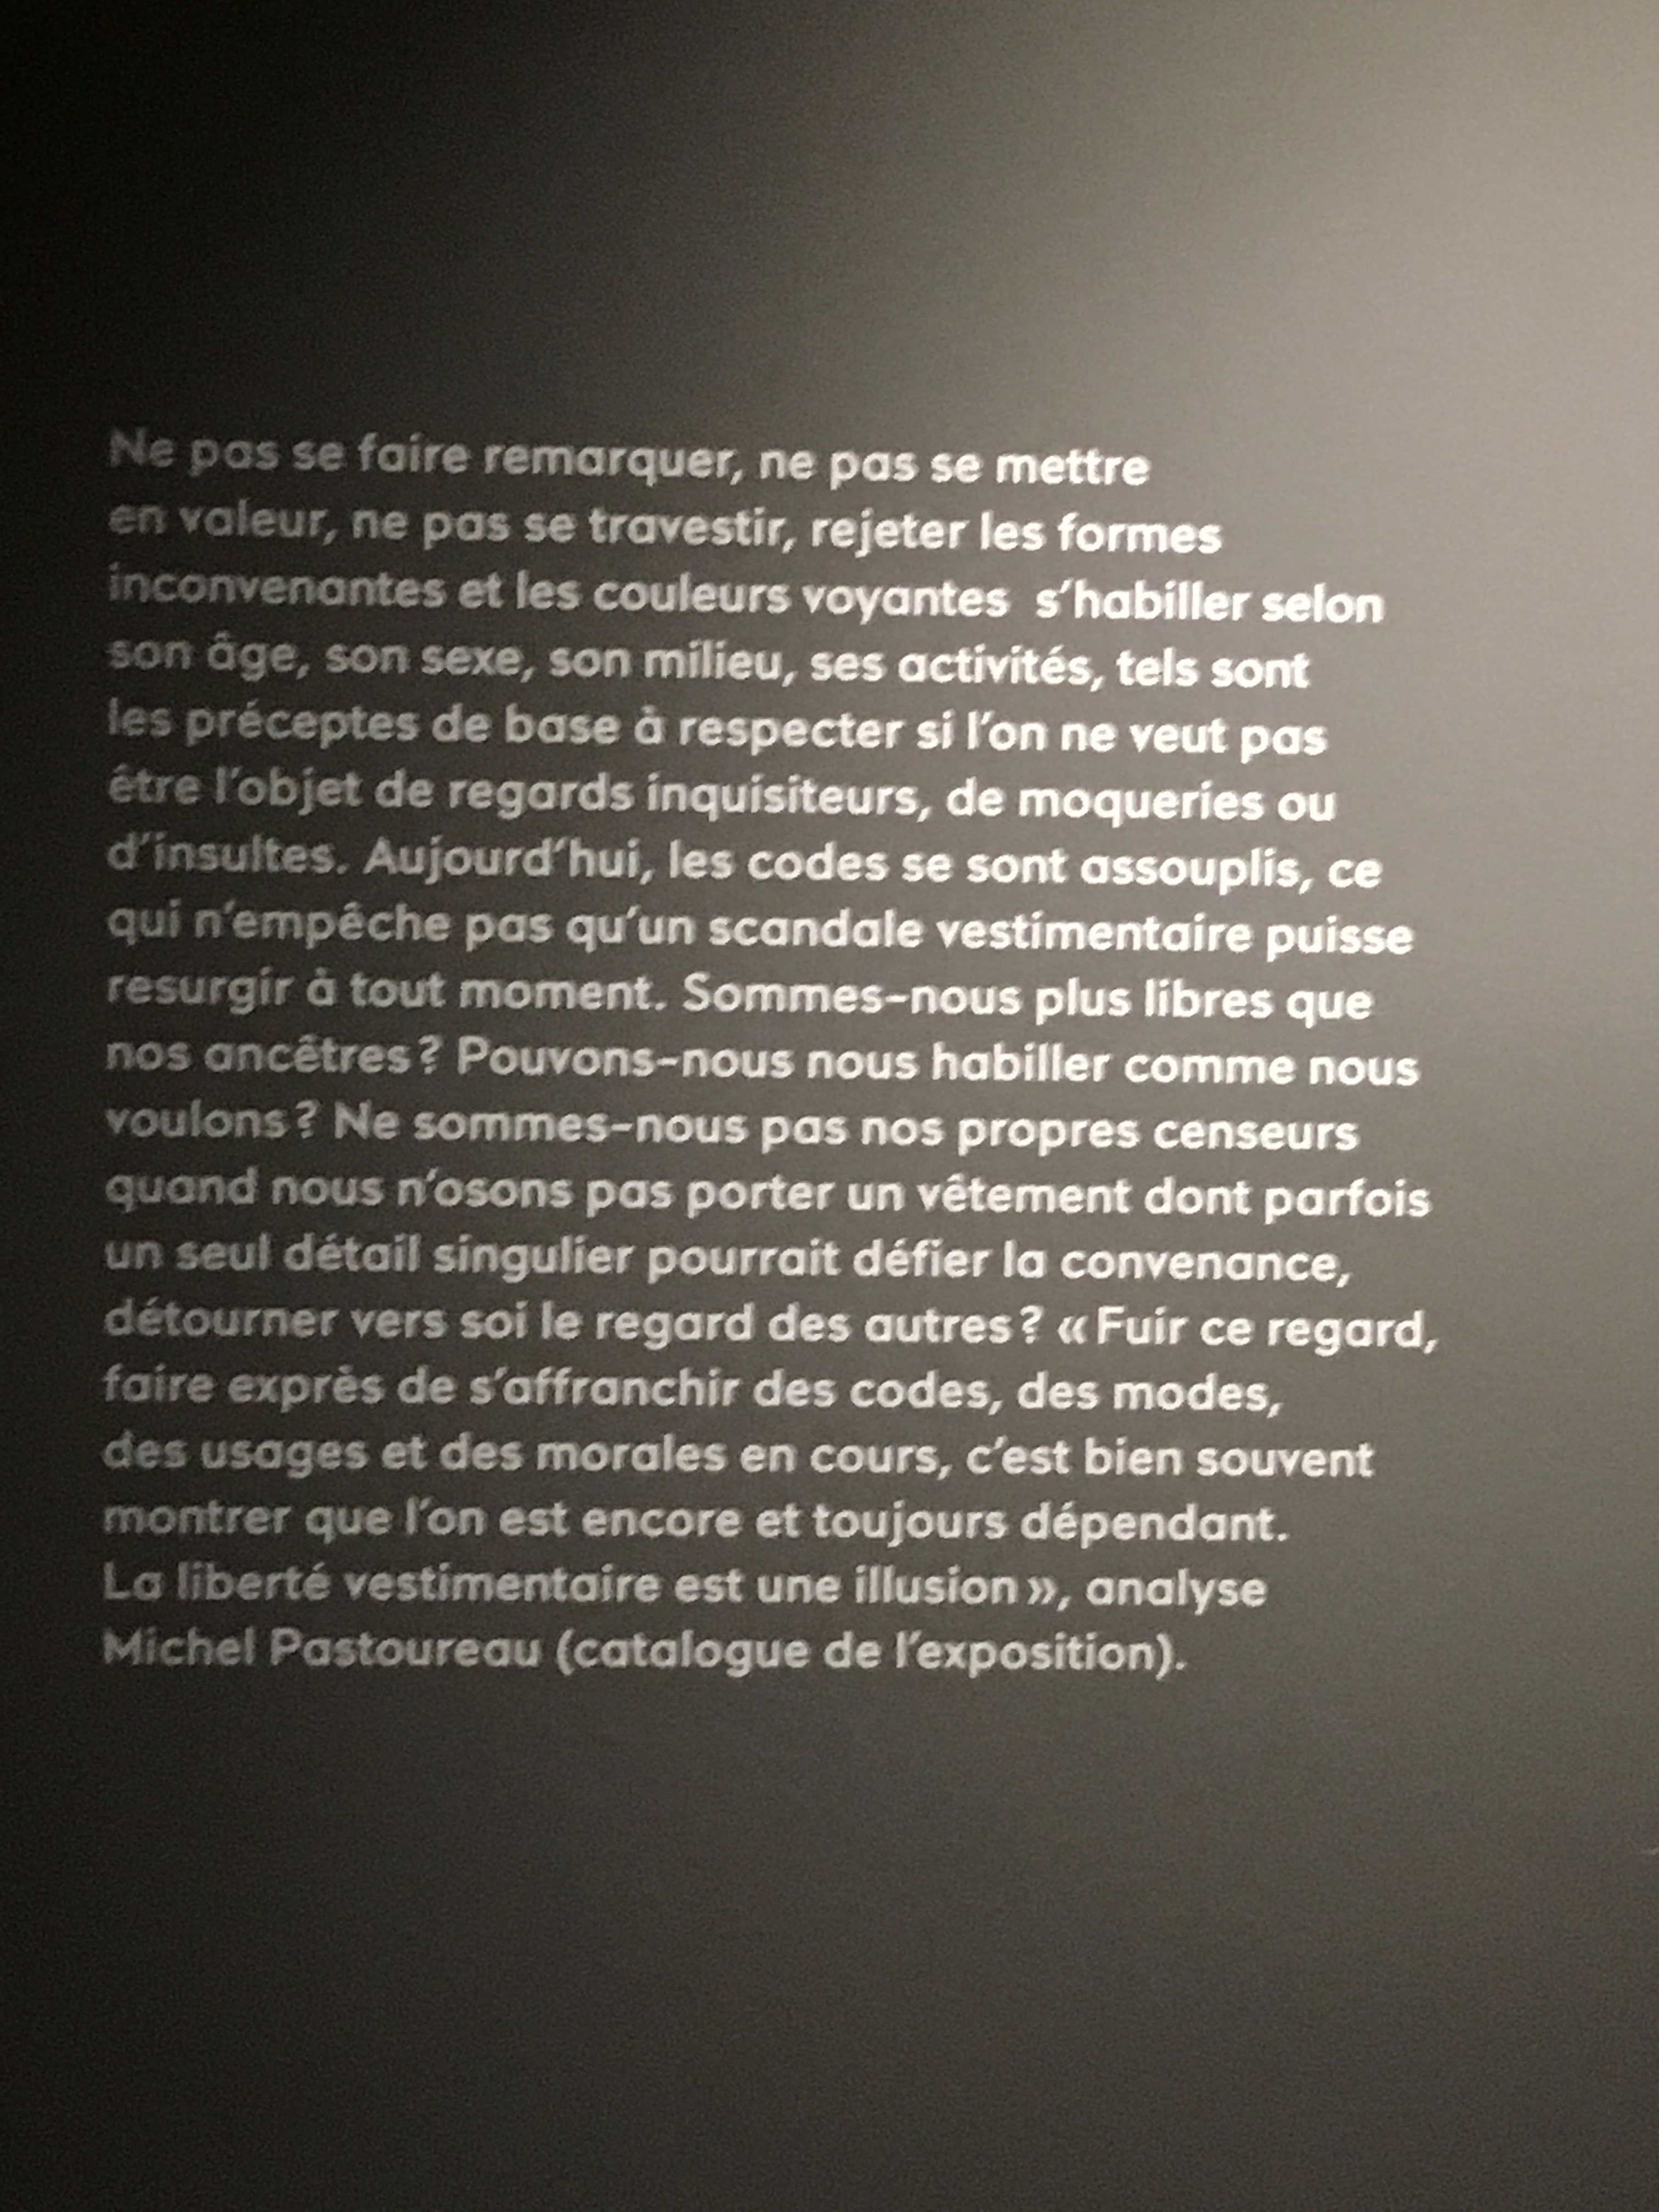 Ne pas se faire remarquer, ne pas se mettre
en valeur, ne pas se travestir, rejeter les formes
inconvenantes et les couleurs voyantes  s’habiller selon
son âge, son sexe, son milieu, ses activités, tels sont
les préceptes de base à respecter si l’on ne veut pas
être l’objet de regards inquisiteurs, de moqueries ou
d’insultes. Aujourd’hui, les codes se sont assouplis, ce
qui n’empêche pas qu’un scandale vestimentaire puisse
resurgir à tout moment. Sommes-nous plus libres que
nos ancêtres ? Pouvons-nous nous habiller comme nous
voulons ? Ne sommes-nous pas nos propres censeurs
quand nous n’osons pas porter un vêtement dont parfois
un seul détail singulier pourrait défier la convenance,
détourner vers soi le regard des autres ? « Fuir ce regard,
faire exprès de s’affranchir des codes, des modes,
des usages et des morales en cours, c’est bien souvent
montrer que l’on est encore et toujours dépendant.
La liberté vestimentaire est une illusion », analyse
Michel Pastoureau (catalogue de l’exposition).